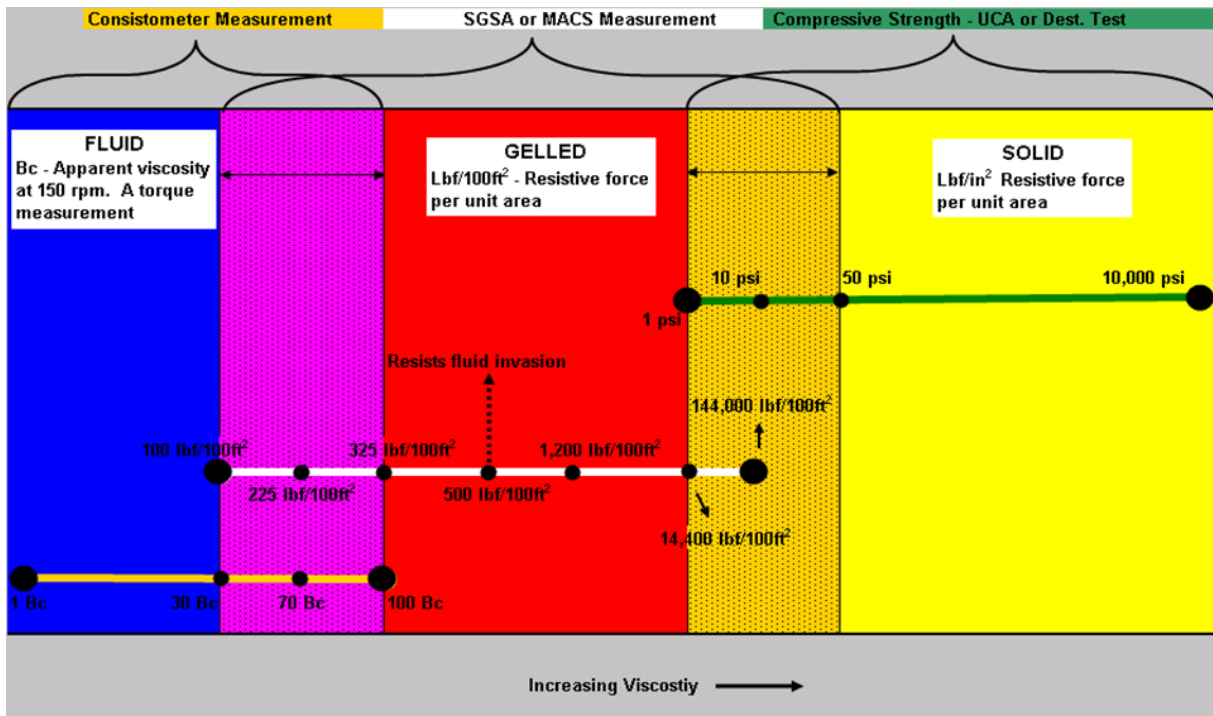 Consistometer Measurement
SGSA or MACS Measurement
Compressive Strength - UCA or Dest. Test
FLUID
Bc - Apparent viscosity
at 150 rpm. A torque
measurement
GELLED
Lbf/100ft²- Resistive force
per unit area
SOLID
Lbf/in² Resistive force
per unit area
10 psi
50 psi
10,000 psi
1 psi
Resists fluid invasion
144,000 lbf/100ft²
100 lbf/100ft²
325 lbf/100ft²
1,200 lbf/100ft²
225 lbf/100ft²
500 lbf/100ft²
14,400 lbf/100ft²
1 Bc
30 Bc
70 Bc
100 Bc
Increasing Viscostiy